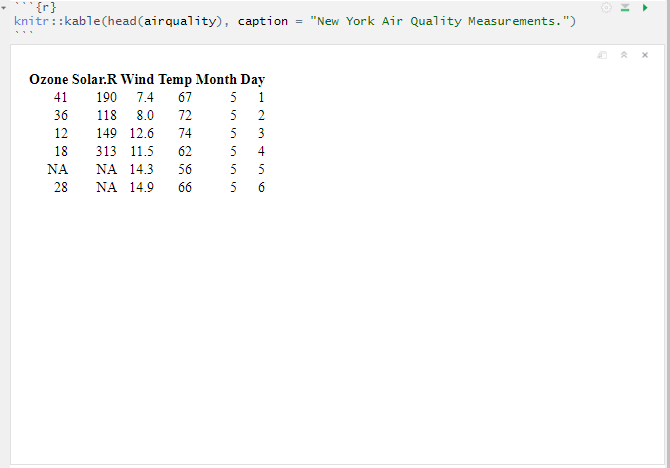 ```{r}
knitr::kable(head(airquality), caption = "New York Air Quality Measurements.")
```
Ozone Solar.R Wind Temp Month Day
41 190 7.4 67 5 1
36 118 8.0 72 5 2
12 149 12.6 74 5 3
18 313 11.5 62 5 4
NA NA 14.3 56 5 5
28 NA 14.9 66 5 6